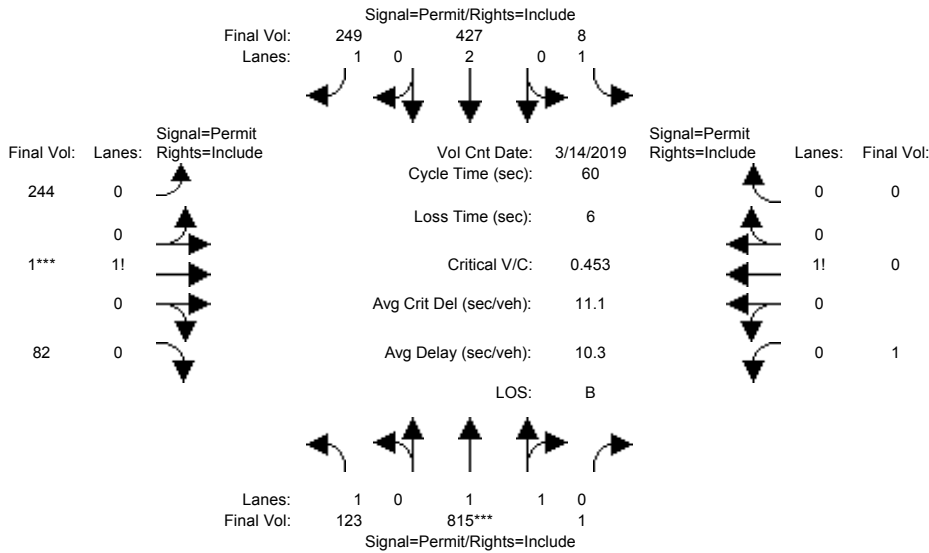 Signal=Permit/Rights=Include
Final Vol: 249 427 8
Lanes: 1 0 2 0 1
Signal=Permit Signal=Permit
Final Vol: Lanes: Rights=Include Vol Cnt Date: 3/14/2019 Rights=Include Lanes: Final Vol:
Cycle Time (sec): 60
244 0 0 0
Loss Time (sec): 6
0 0
1*** 1! Critical V/C: 0.453 1! 0
0 Avg Crit Del (sec/veh): 11.1 0
82 0 Avg Delay (sec/veh): 10.3 0 1
LOS: B
Lanes: 1 0 1 1 0
Final Vol: 123 815*** 1
Signal=Permit/Rights=Include